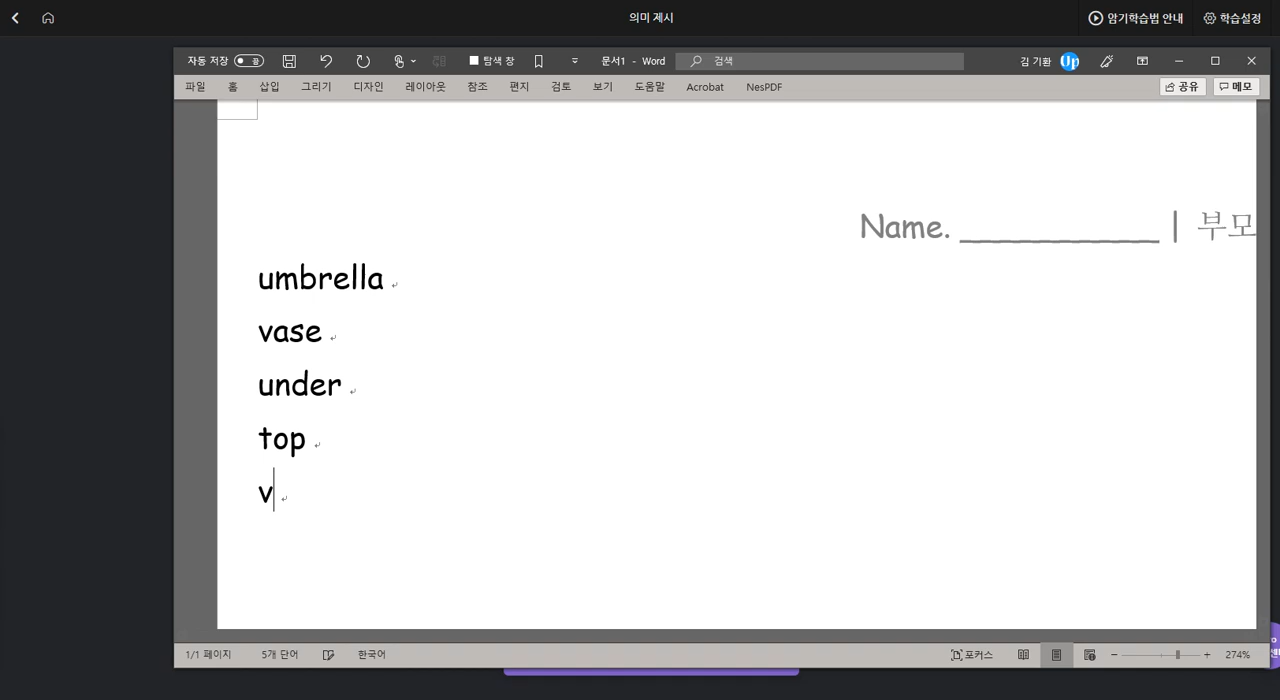 의미 제시
암기학습법 안내
학습설정
자동 저장 끔
탐색 창
문서1 - Word
검색
김 기환
Up
파일 홈 삽입 그리기 디자인 레이아웃 참조 편지 검토 보기 도움말 Acrobat NesPDF
공유
메모
Name. ____________ | 부모
umbrella
vase
under
top
v
1/1 페이지
5개 단어
한국어
포커스
274%